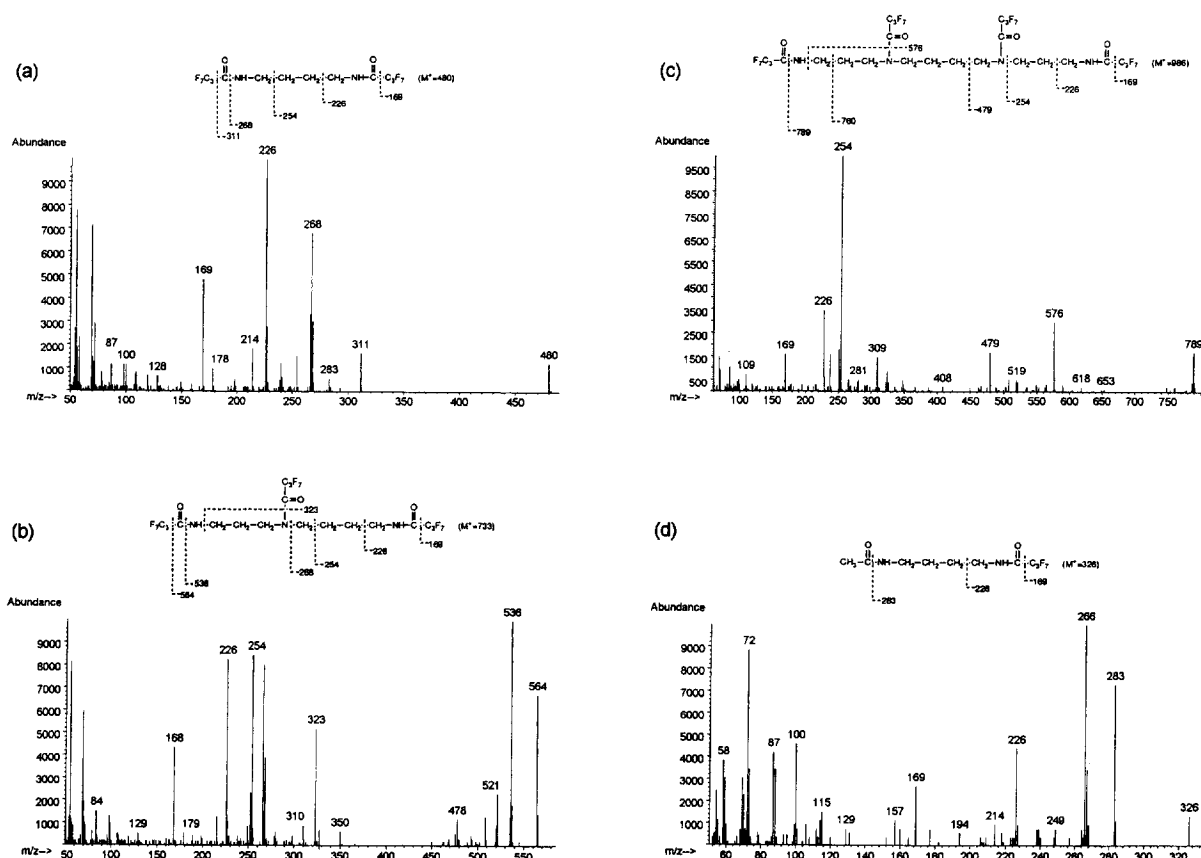 (a)
F₇C₃
O
C
NH
CH₂
CH₂
CH₂
CH₂
NH
O
C
C₃F₇
(M⁺=480)
169
226
254
268
311
Abundance
9000
8000
7000
6000
5000
4000
3000
2000
1000
m/z-->
50 100 150 200 250 300 350 400 450
87
100
128
169
178
214
226
268
283
311
480
(c)
C₃F₇
C=O
C₃F₇
C=O
576
F₇C₃
O
C
NH
CH₂
CH₂
CH₂
N
CH₂
CH₂
CH₂
CH₂
N
CH₂
CH₂
CH₂
NH
O
C
C₃F₇
(M⁺=986)
169
226
254
479
760
789
Abundance
9500
8500
7500
6500
5500
4500
3500
2500
1500
500
m/z-->
100 150 200 250 300 350 400 450 500 550 600 650 700 750
109
169
226
254
281
309
408
479
519
576
618
653
789
(b)
C₃F₇
C=O
323
F₇C₃
O
C
NH
CH₂
CH₂
CH₂
N
CH₂
CH₂
CH₂
CH₂
NH
O
C
C₃F₇
(M⁺=733)
169
226
254
268
536
564
Abundance
9000
8000
7000
6000
5000
4000
3000
2000
1000
m/z-->
50 100 150 200 250 300 350 400 450 500 550
84
129
168
179
226
254
310
323
350
478
521
536
564
(d)
CH₃
O
C
NH
CH₂
CH₂
CH₂
CH₂
NH
O
C
C₃F₇
(M⁺=326)
169
226
283
Abundance
9000
8000
7000
6000
5000
4000
3000
2000
1000
m/z-->
60 80 100 120 140 160 180 200 220 240 260 280 300 320
58
72
87
100
115
129
157
169
194
214
226
249
266
283
326